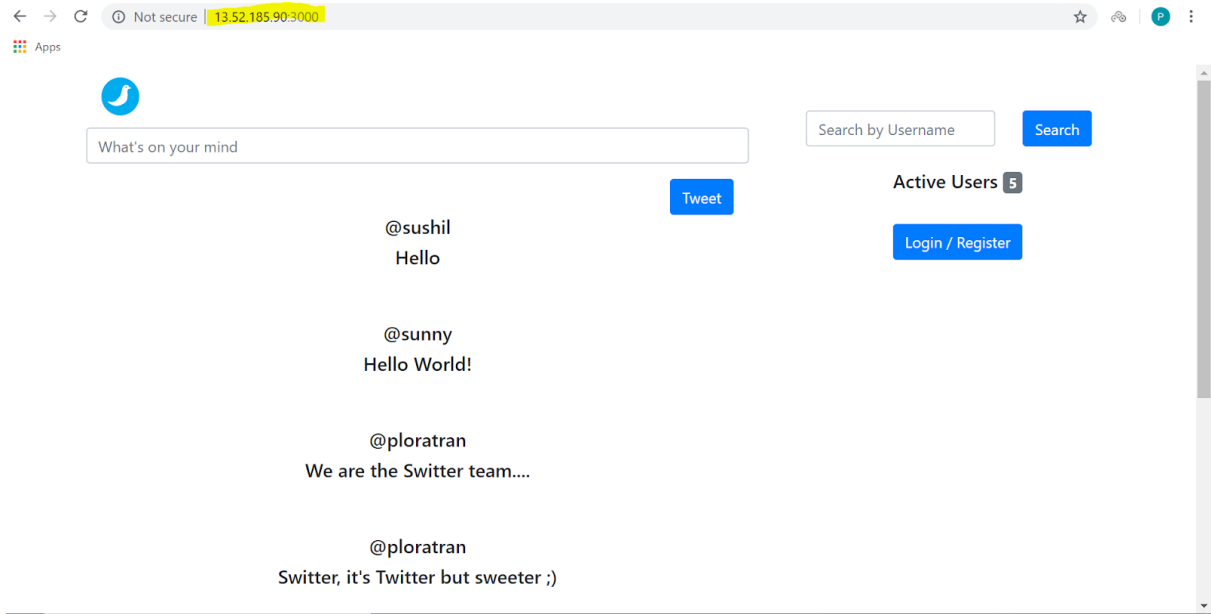 Not secure | 13.52.185.90:3000
P
Apps
What's on your mind
Search by Username
Search
Active Users 5
Tweet
Login / Register
@sushil
Hello
@sunny
Hello World!
@ploratran
We are the Switter team....
@ploratran
Switter, it's Twitter but sweeter ;)